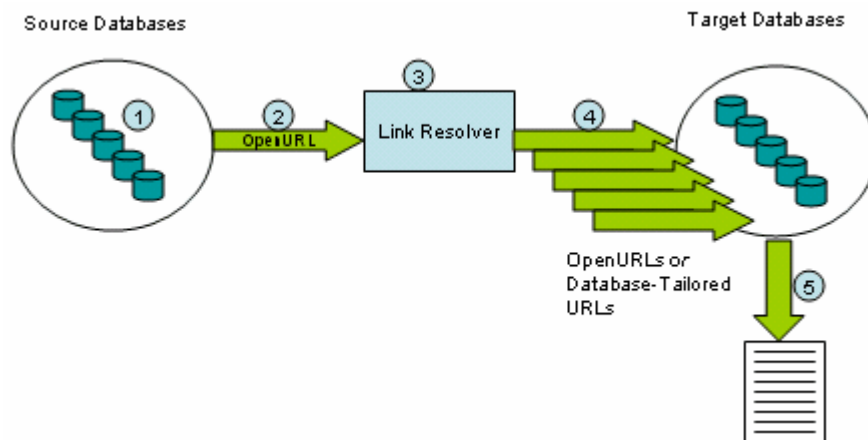 Source Databases
Target Databases
1
2
3
4
OpenURL
Link Resolver
OpenURLs or
Database-Tailored
URLs
5